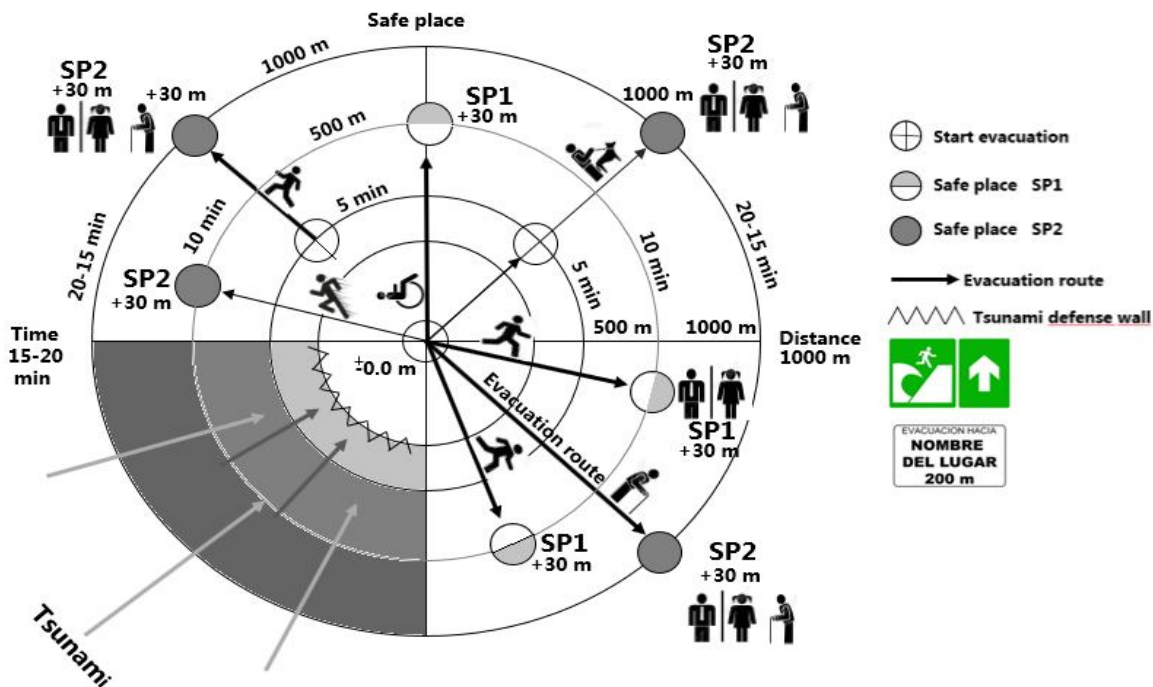 Safe place
1000 m
SP2
+30 m
+30 m
SP1
+30 m
500 m
1000 m
SP2
+30 m
5 min
10 min
20-15 min
SP2
+30 m
10 min
5 min
20-15 min
Time
15-20
min
500 m
1000 m
Distance
1000 m
±0.0 m
Evacuation route
SP1
+30 m
SP1
+30 m
SP2
+30 m
Tsunami
Start evacuation
Safe place SP1
Safe place SP2
Evacuation route
Tsunami defense wall
EVACUACION HACIA
NOMBRE
DEL LUGAR
200 m